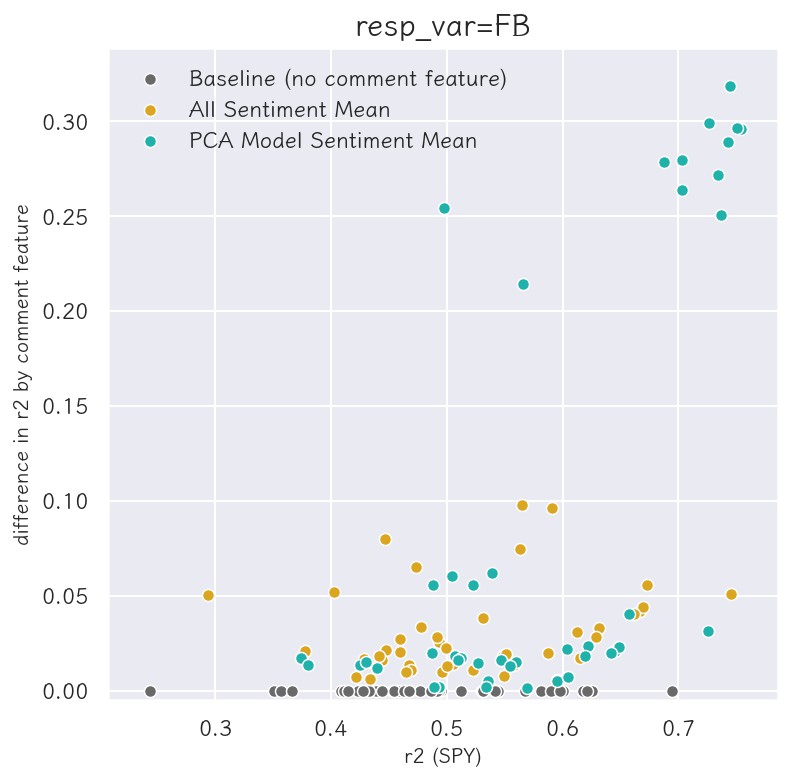 resp_var=FB
Baseline (no comment feature)
All Sentiment Mean
PCA Model Sentiment Mean
difference in r2 by comment feature
0.30
0.25
0.20
0.15
0.10
0.05
0.00
0.3 0.4 0.5 0.6 0.7
r2 (SPY)